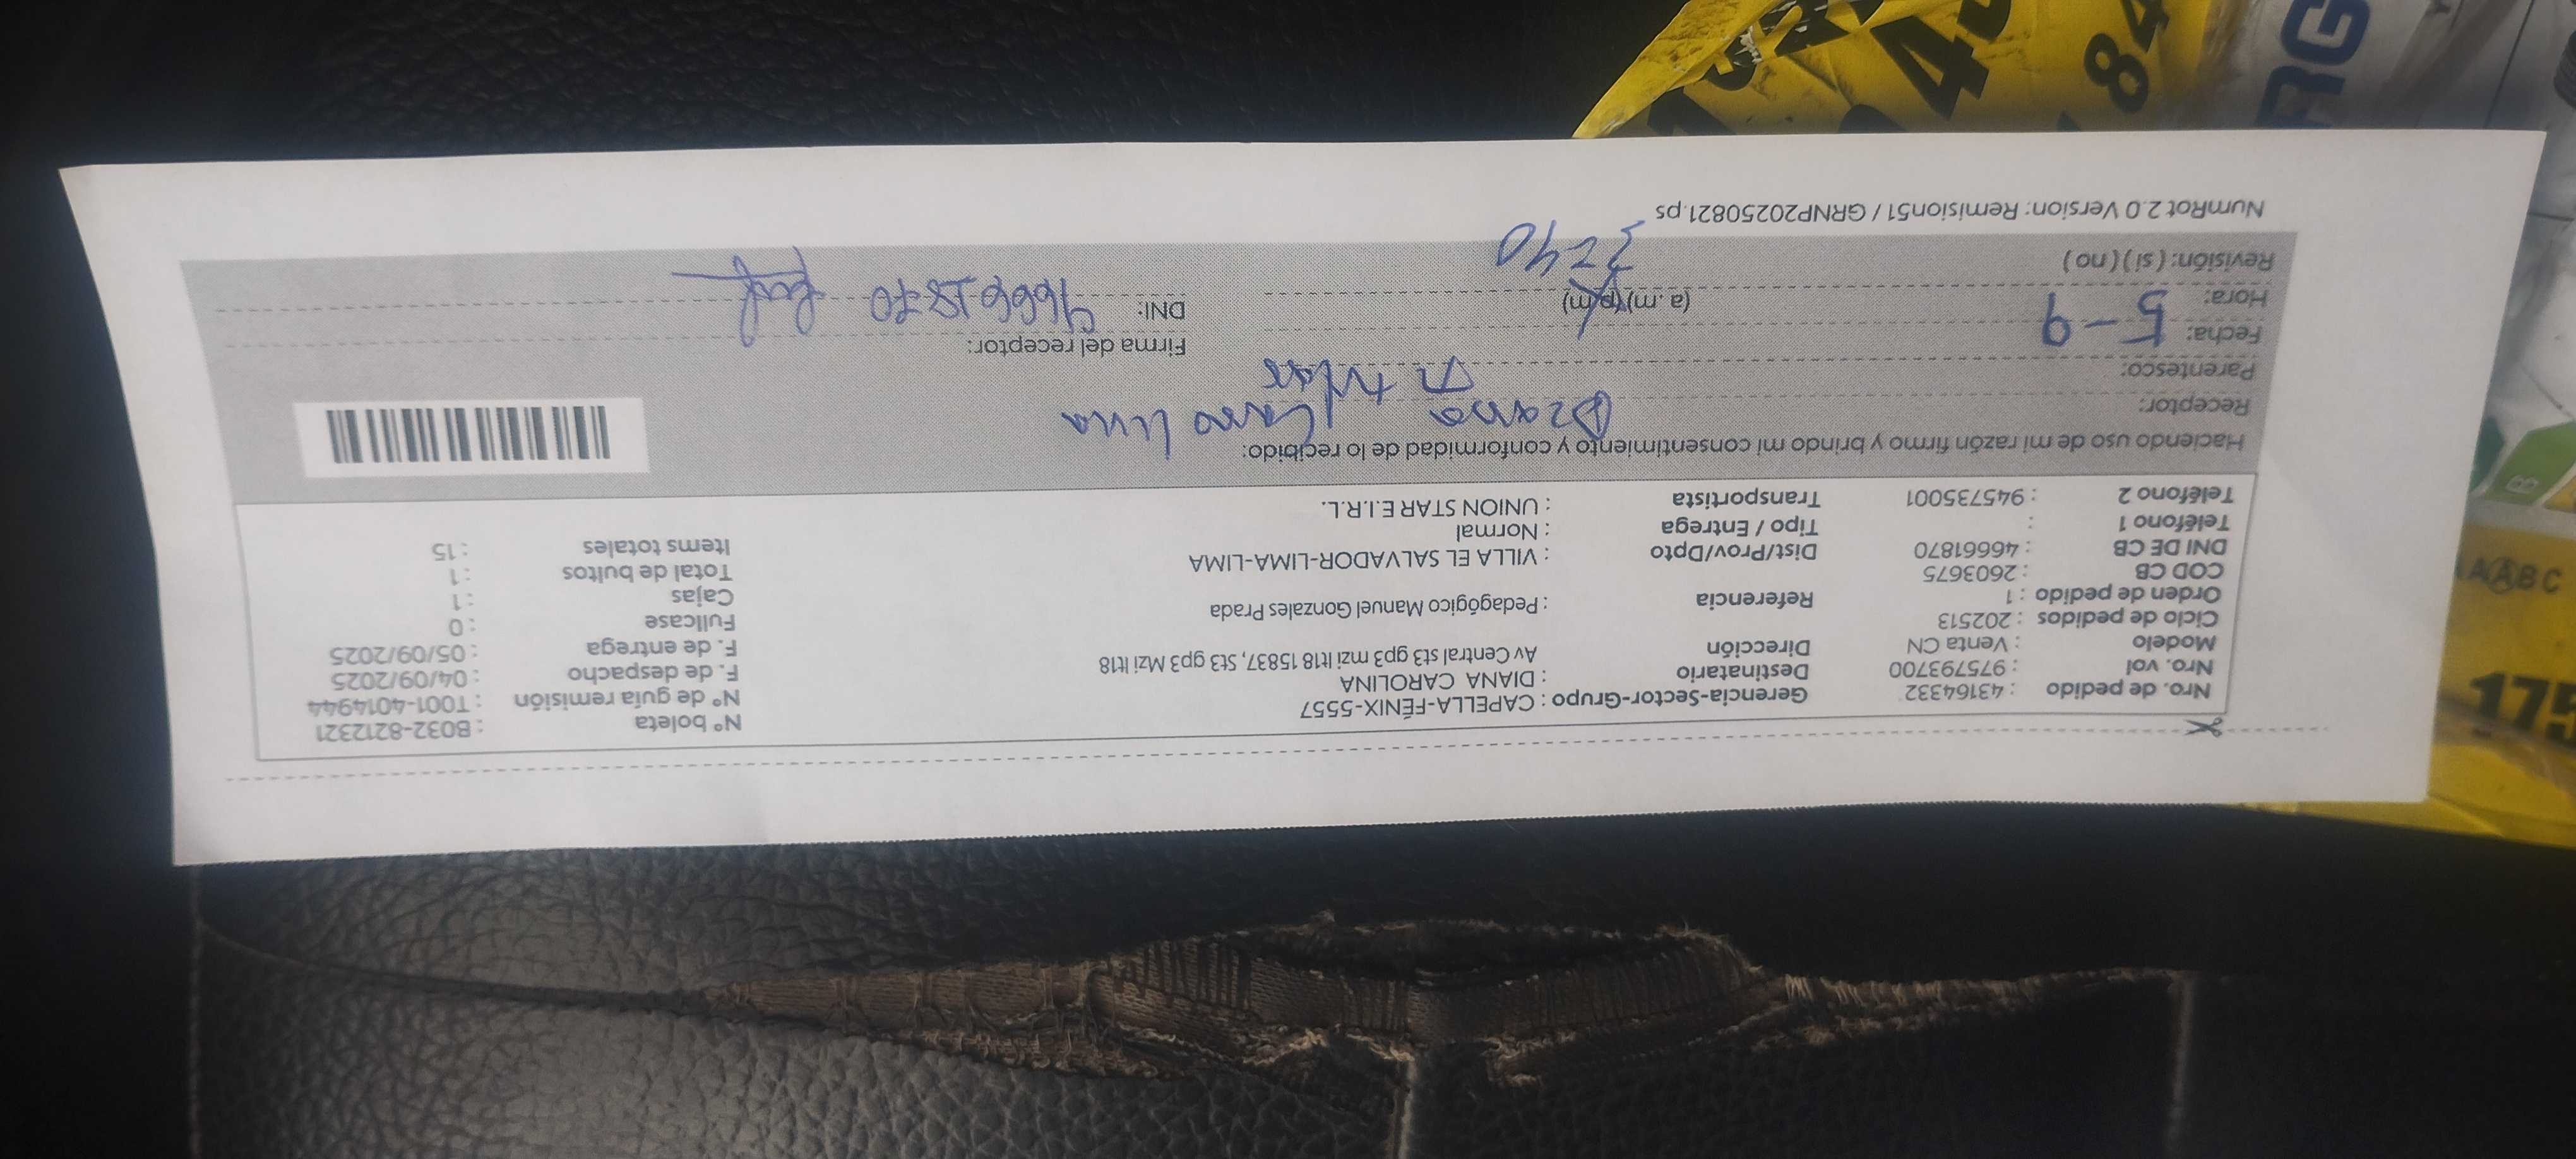 Nro. de pedido : 43164332
Nro. vol : 975793700
Modelo : Venta CN
Ciclo de pedidos : 202513
Orden de pedido : 1
COD CB : 2603675
DNI DE CB : 46661870
Teléfono 1 :
Teléfono 2 : 945735001
Gerencia-Sector-Grupo : CAPELLA-FÉNIX-5557
Destinatario : DIANA CAROLINA
Dirección Av Central st3 gp3 mzi lt18 15837, St3 gp3 Mzi lt18
Referencia : Pedagógico Manuel Gonzales Prada
Dist/Prov/Dpto : VILLA EL SALVADOR-LIMA-LIMA
Tipo / Entrega : Normal
Transportista : UNION STAR E.I.R.L.
N° boleta : B032-8212321
N° de guía remisión : T001-4014944
F. de despacho : 04/09/2025
F. de entrega : 05/09/2025
Fullcase : 0
Cajas : 1
Total de bultos : 1
Items totales : 15
Haciendo uso de mi razón firmo y brindo mi consentimiento y conformidad de lo recibido:
Receptor: Diana Carolina
Parentesco: Titular
Fecha: 5-9
Hora: (a. m) (p. m) 3:40
Revisión: ( si ) ( no )
Firma del receptor:
DNI: 46661870
NumRot 2.0 Version: Remision51 / GRNP20250821.ps
175
84